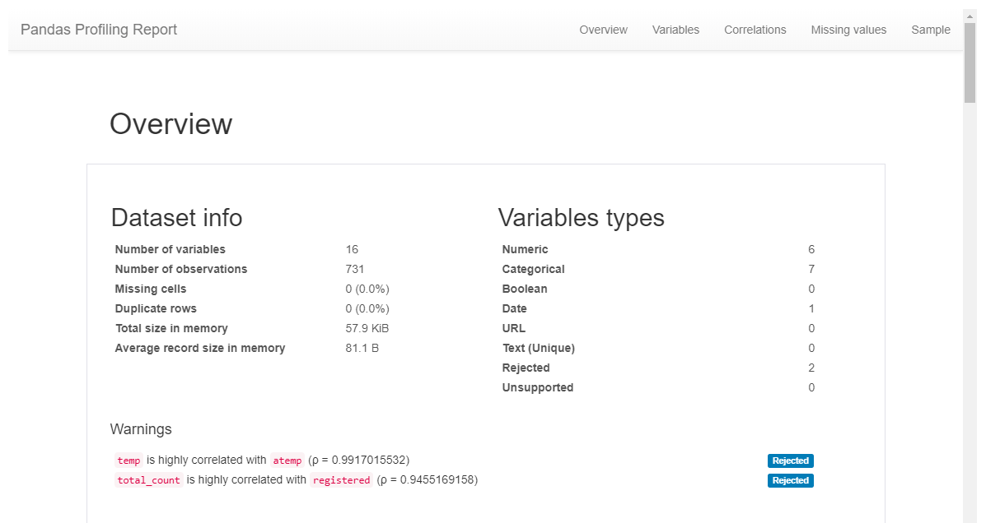 Pandas Profiling Report Overview Variables Correlations Missing values Sample
Overview
Dataset info
Number of variables 16
Number of observations 731
Missing cells 0 (0.0%)
Duplicate rows 0 (0.0%)
Total size in memory 57.9 KiB
Average record size in memory 81.1 B
Variables types
Numeric 6
Categorical 7
Boolean 0
Date 1
URL 0
Text (Unique) 0
Rejected 2
Unsupported 0
Warnings
temp is highly correlated with atemp (ρ = 0.9917015532) Rejected
total_count is highly correlated with registered (ρ = 0.9455169158) Rejected